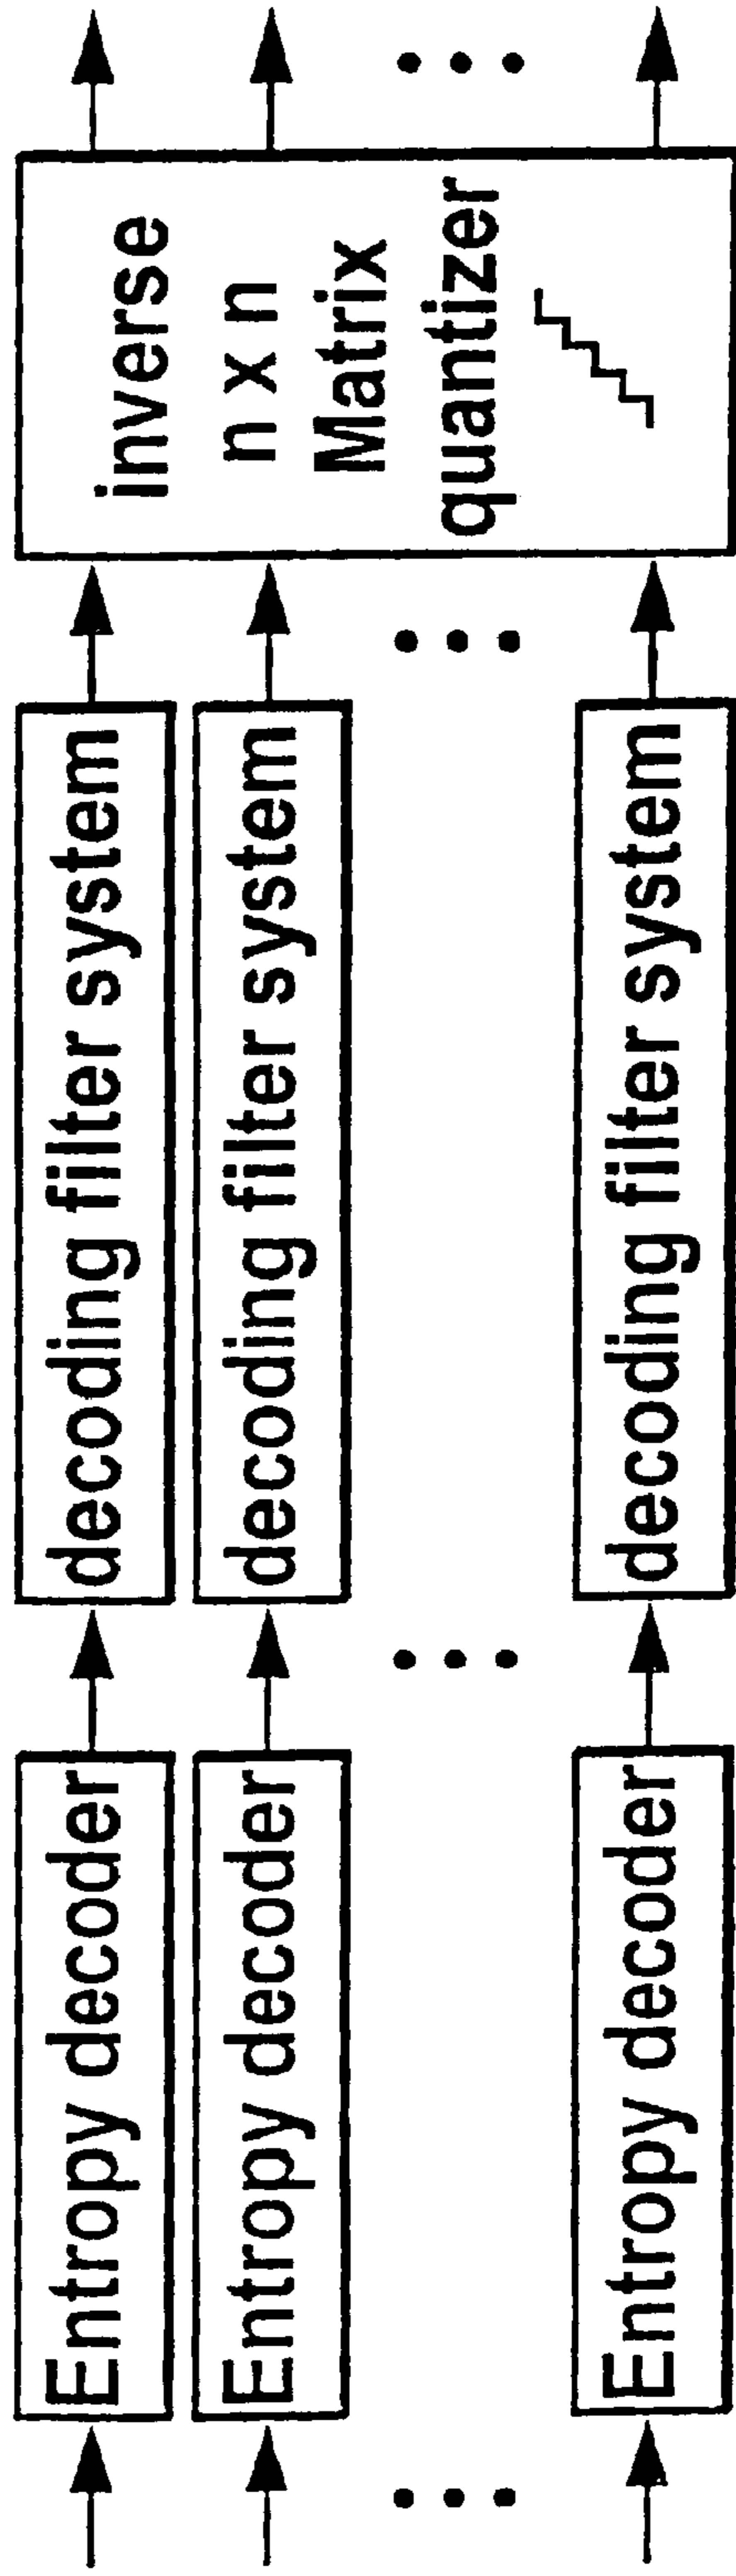 Entropy decoder
decoding filter system
Entropy decoder
decoding filter system
Entropy decoder
decoding filter system
inverse
n x n
Matrix
quantizer